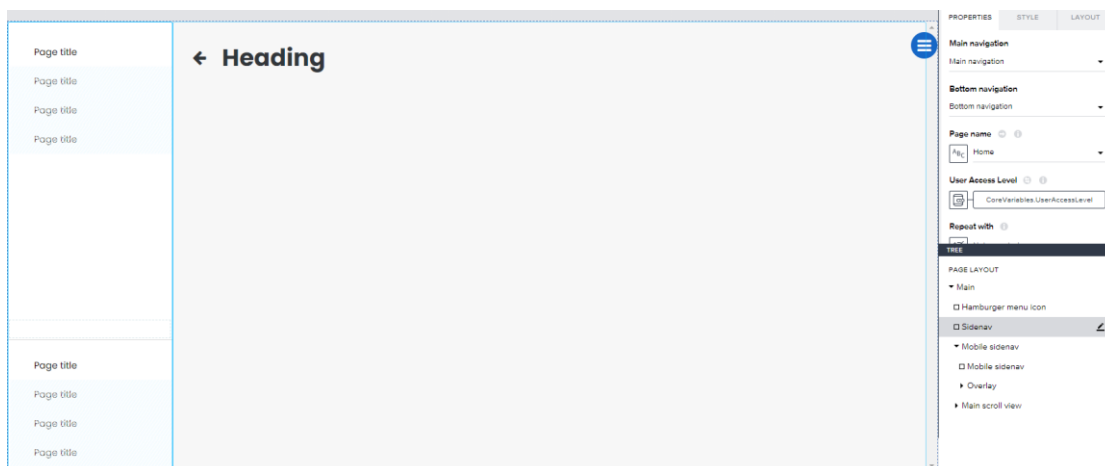 Page title
Page title
Page title
Page title
Page title
Page title
Page title
Page title
Heading
PROPERTIES STYLE LAYOUT
Main navigation
Main navigation
Bottom navigation
Bottom navigation
Page name
ABC Home
User Access Level
CoreVariables.UserAccessLevel
Repeat with
TREE
PAGE LAYOUT
Main
Hamburger menu icon
Sidenav
Mobile sidenav
Mobile sidenav
Overlay
Main scroll view